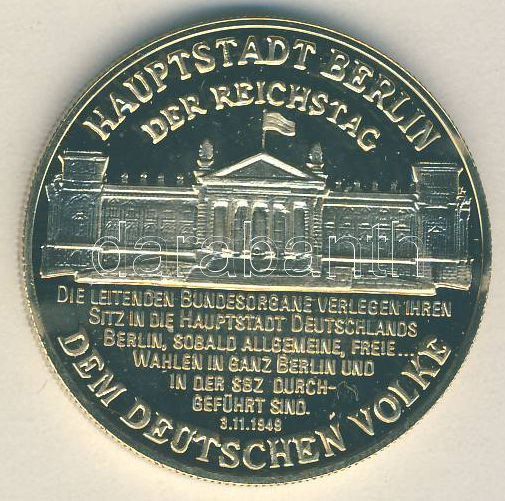 HAUPTSTADT BERLIN
DER REICHSTAG
darabanth
DIE LEITENDEN BUNDESORGANE VERLEGEN IHREN
SITZ IN DIE HAUPTSTADT DEUTSCHLANDS
BERLIN, SOBALD ALLGEMEINE, FREIE...
WAHLEN IN GANZ BERLIN UND
IN DER SBZ DURCH-
GEFÜHRT SIND.
3.11.1949
DEM DEUTSCHEN VOLKE